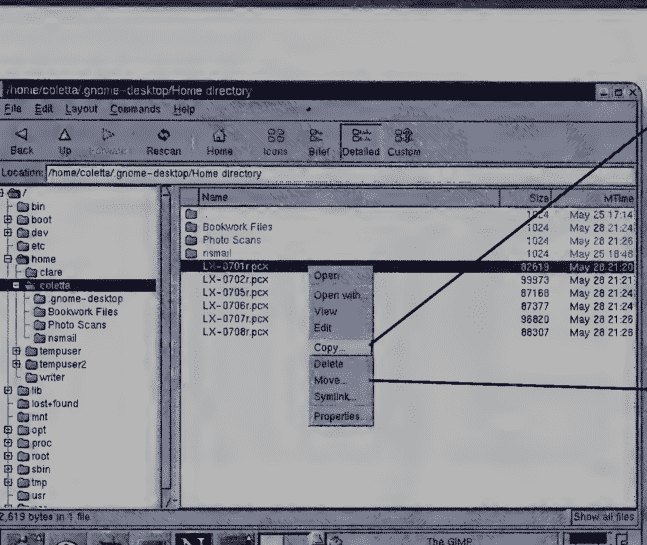 /home/coletta/.gnome-desktop/Home directory
File Edit Layout Commands Help
Back Up Forward Rescan Home Icons Brief Detailed Custom
Location: /home/coletta/.gnome-desktop/Home directory
/
bin
boot
dev
etc
home
clare
coletta
.gnome-desktop
Bookwork Files
Photo Scans
nsmail
tempuser
tempuser2
writer
lib
lost+found
mnt
opt
proc
root
sbin
tmp
usr
Name Size MTime
. 1024 May 25 17:14
Bookwork Files 1024 May 28 21:24
Photo Scans 1024 May 28 21:26
nsmail 1024 May 25 18:46
LX-0701r.pcx 82619 May 28 21:20
LX-0702r.pcx 99973 May 28 21:21
LX-0705r.pcx 87168 May 28 21:24
LX-0706r.pcx 87377 May 28 21:24
LX-0707r.pcx 96820 May 28 21:26
LX-0708r.pcx 88307 May 28 21:26
Open
Open with...
View
Edit
Copy...
Delete
Move...
Symlink...
Properties...
2,619 bytes in 1 file Show all files
The GIMP